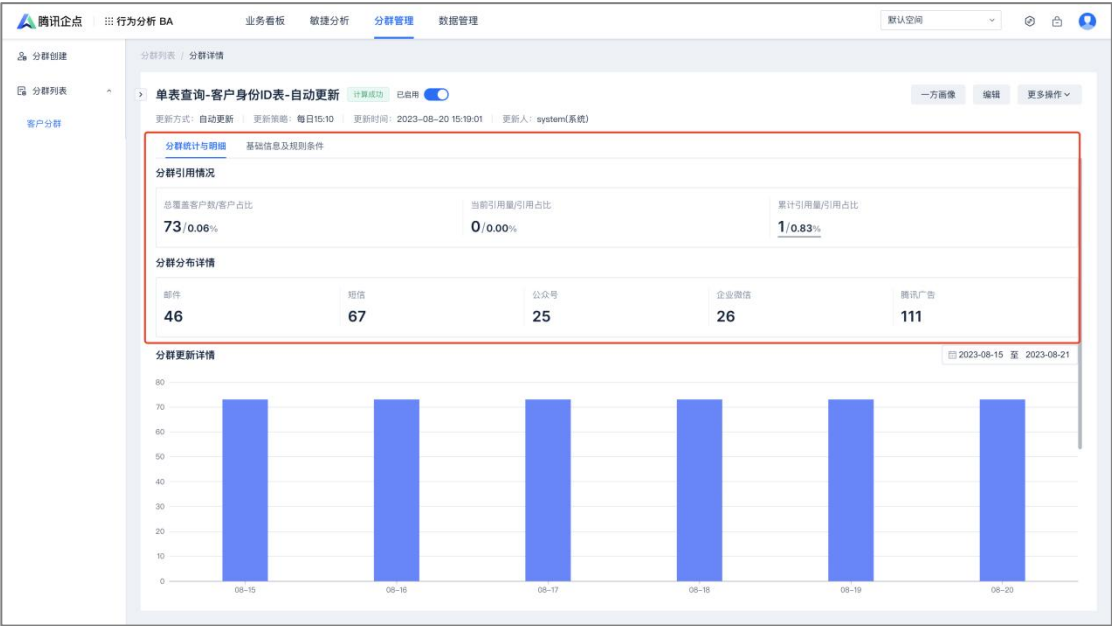 腾讯企点 行为分析 BA 业务看板 敏捷分析 分群管理 数据管理 默认空间
分群创建
分群列表
客户分群
分群列表 / 分群详情
单表查询-客户身份ID表-自动更新 计算成功 已启用 一方画像 编辑 更多操作
更新方式: 自动更新 更新策略: 每日15:10 更新时间: 2023-08-20 15:19:01 更新人: system(系统)
分群统计与明细 基础信息及规则条件
分群引用情况
总覆盖客户数/客户占比 当前引用量/引用占比 累计引用量/引用占比
73/0.06% 0/0.00% 1/0.83%
分群分布详情
邮件 短信 公众号 企业微信 腾讯广告
46 67 25 26 111
分群更新详情 2023-08-15 至 2023-08-21
80
70
60
50
40
30
20
10
0
08-15 08-16 08-17 08-18 08-19 08-20